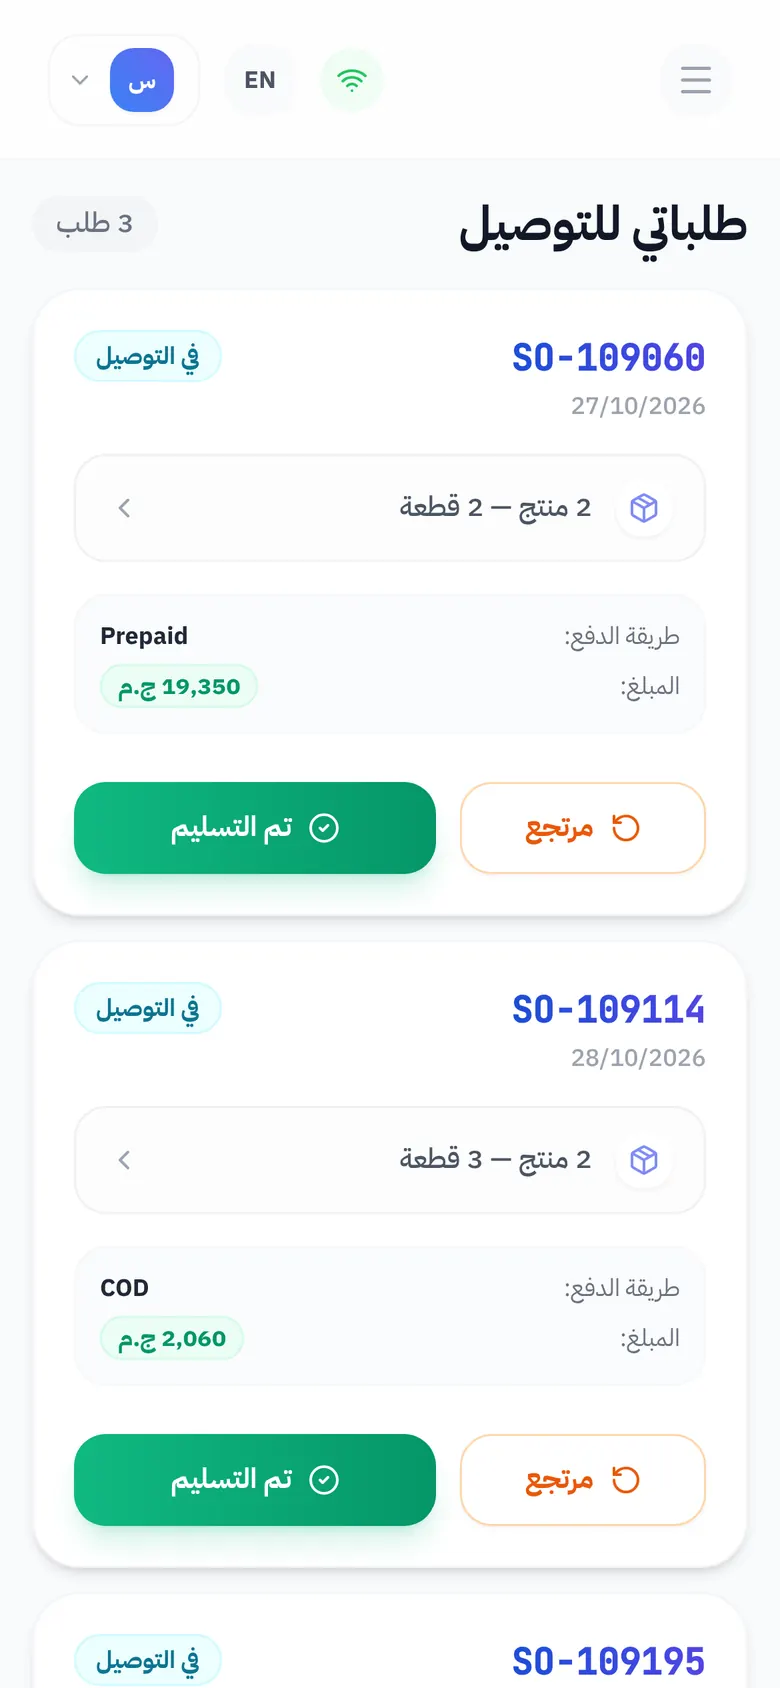 EN
س
طلباتي للتوصيل
3 طلب
SO-109060
في التوصيل
27/10/2026
2 منتج — 2 قطعة
طريقة الدفع:
Prepaid
المبلغ:
19,350 ج.م
مرتجع
تم التسليم
SO-109114
في التوصيل
28/10/2026
2 منتج — 3 قطعة
طريقة الدفع:
COD
المبلغ:
2,060 ج.م
مرتجع
تم التسليم
SO-109195
في التوصيل